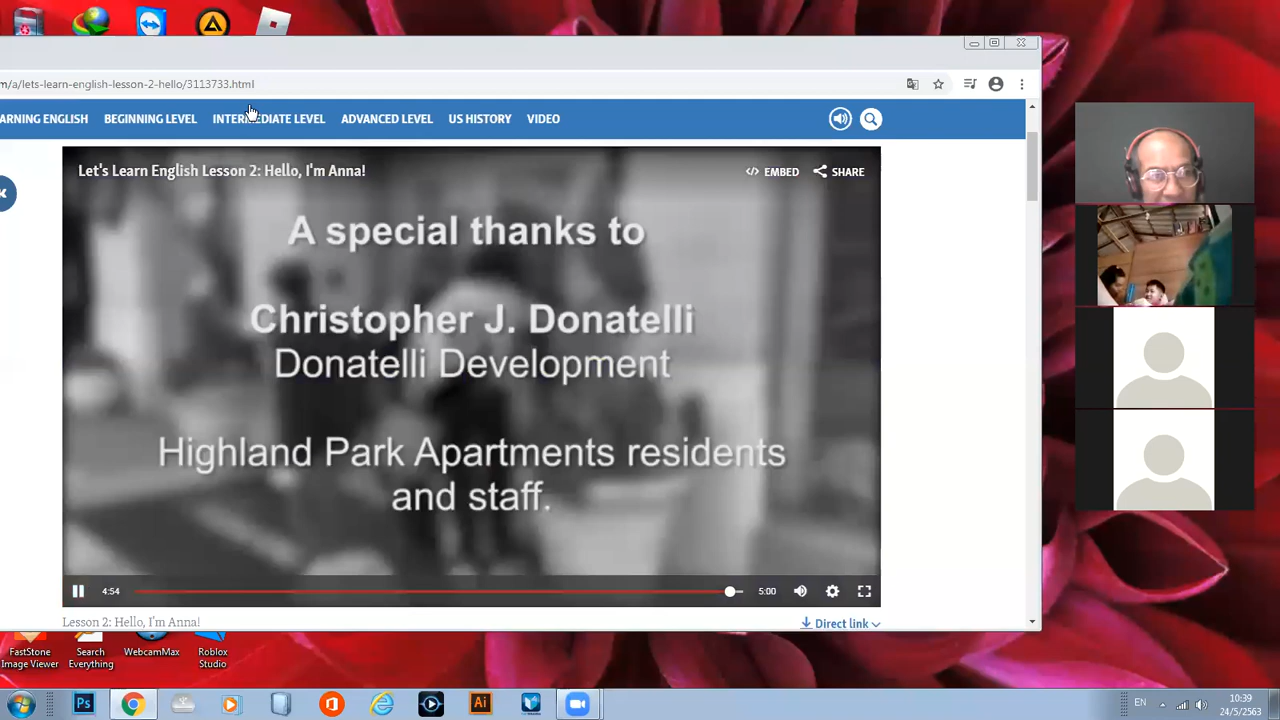 m/a/lets-learn-english-lesson-2-hello/3113733.html
ARNING ENGLISH BEGINNING LEVEL INTERMEDIATE LEVEL ADVANCED LEVEL US HISTORY VIDEO
Let's Learn English Lesson 2: Hello, I'm Anna!
EMBED SHARE
A special thanks to
Christopher J. Donatelli
Donatelli Development
Highland Park Apartments residents
and staff.
4:54 5:00
Lesson 2: Hello, I'm Anna!
Direct link
FastStone
Image Viewer
Search
Everything
WebcamMax
Roblox
Studio
Ps
Ai
EN
10:39
24/5/2563